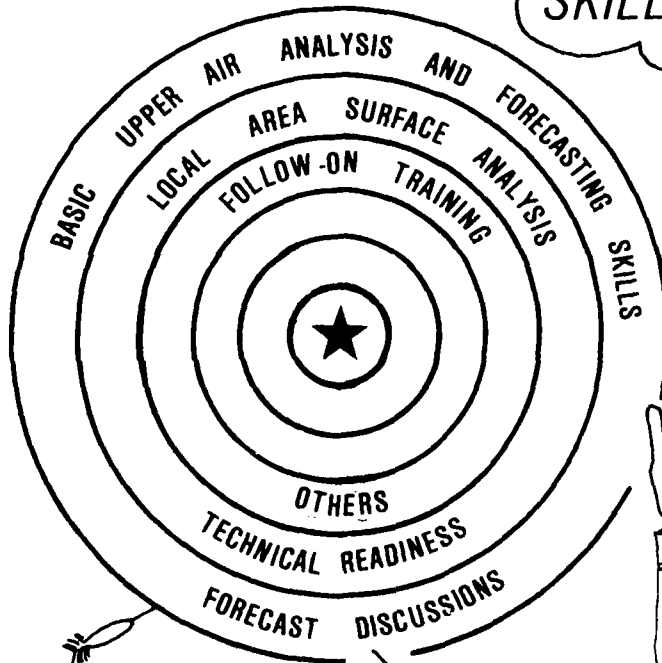 SKILL
BASIC UPPER AIR ANALYSIS AND FORECASTING SKILLS
LOCAL AREA SURFACE ANALYSIS
FOLLOW-ON TRAINING
OTHERS
TECHNICAL READINESS
FORECAST DISCUSSIONS